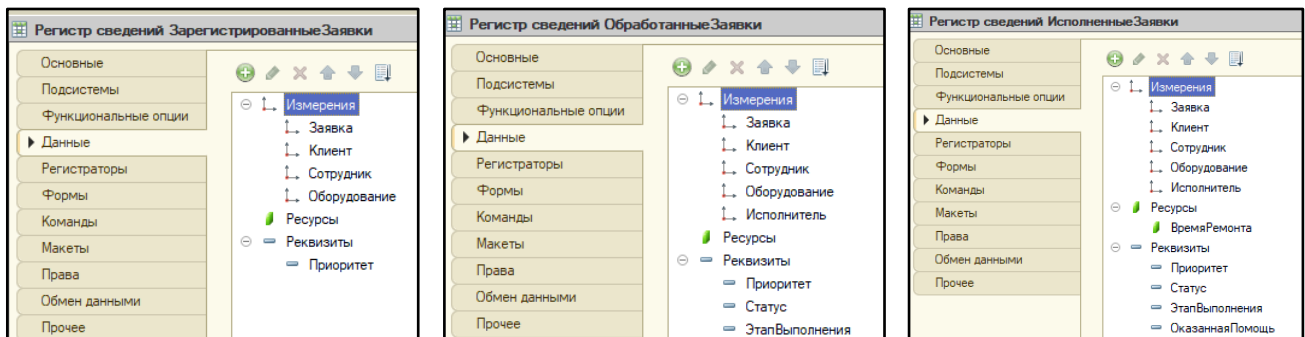 Регистр сведений ЗарегистрированныеЗаявки
Основные
Подсистемы
Функциональные опции
Данные
Регистраторы
Формы
Команды
Макеты
Права
Обмен данными
Прочее
Измерения
Заявка
Клиент
Сотрудник
Оборудование
Ресурсы
Реквизиты
Приоритет
Регистр сведений ОбработанныеЗаявки
Основные
Подсистемы
Функциональные опции
Данные
Регистраторы
Формы
Команды
Макеты
Права
Обмен данными
Прочее
Измерения
Заявка
Клиент
Сотрудник
Оборудование
Исполнитель
Ресурсы
Реквизиты
Приоритет
Статус
ЭтапВыполнения
Регистр сведений ИсполненныеЗаявки
Основные
Подсистемы
Функциональные опции
Данные
Регистраторы
Формы
Команды
Макеты
Права
Обмен данными
Прочее
Измерения
Заявка
Клиент
Сотрудник
Оборудование
Исполнитель
Ресурсы
ВремяРемонта
Реквизиты
Приоритет
Статус
ЭтапВыполнения
ОказаннаяПомощь